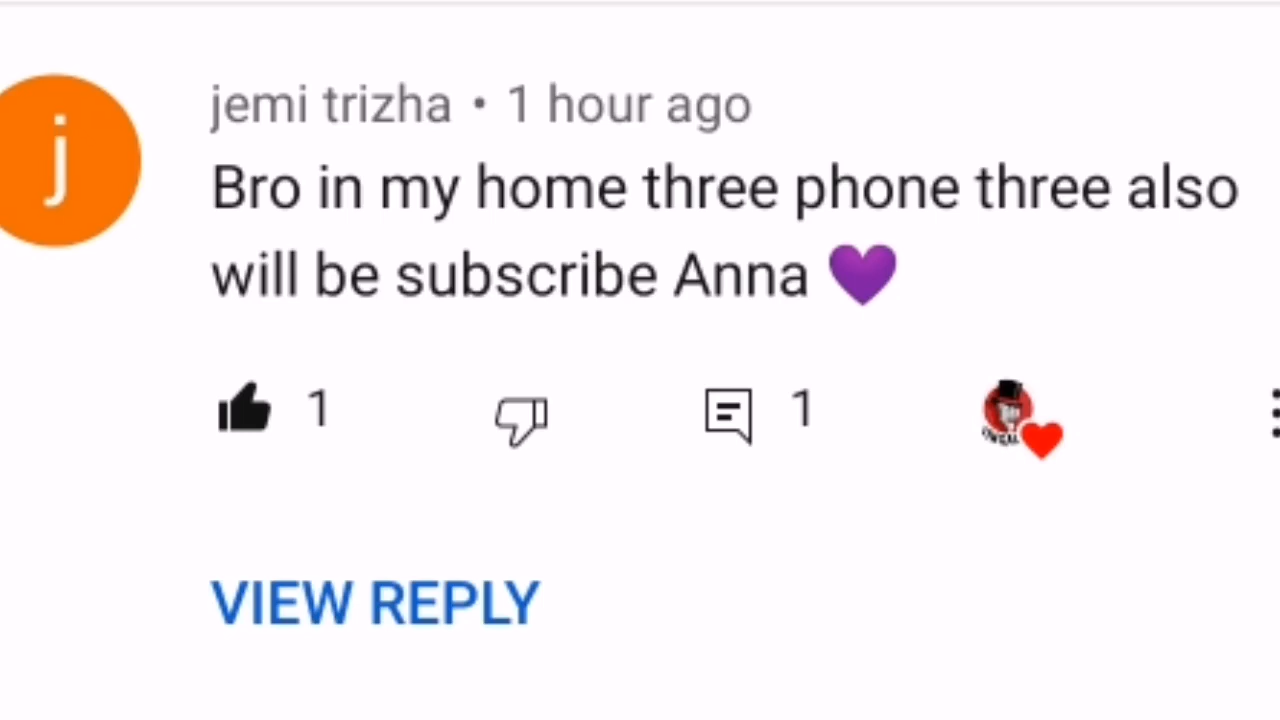 j
jemi trizha • 1 hour ago
Bro in my home three phone three also
will be subscribe Anna 💜
1
1
VIEW REPLY